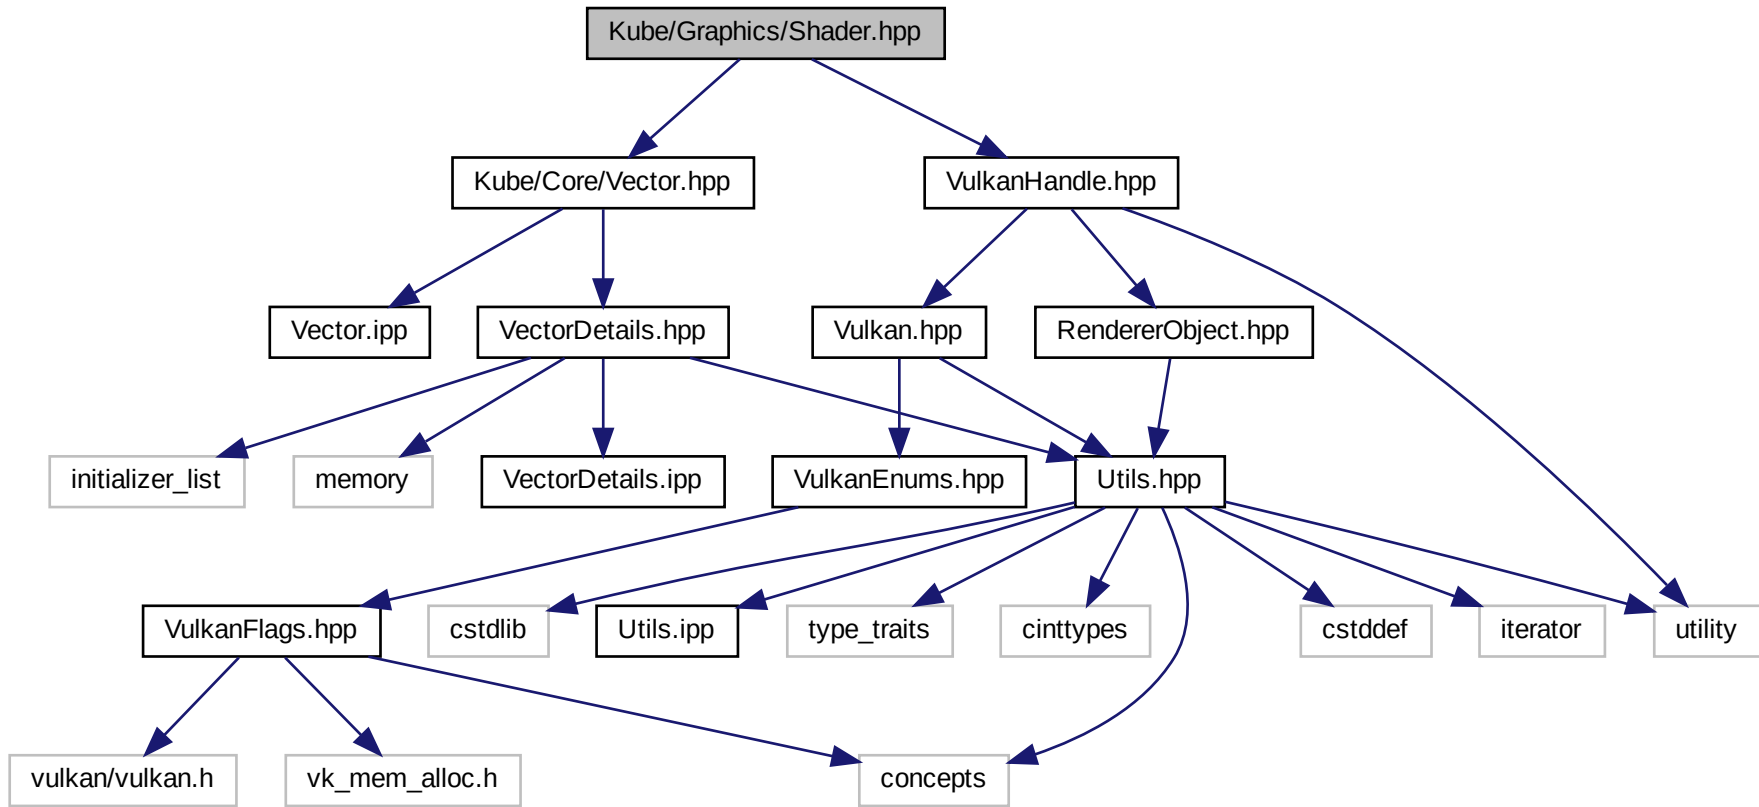 Kube/Graphics/Shader.hpp
Kube/Core/Vector.hpp
VulkanHandle.hpp
Vector.ipp
VectorDetails.hpp
Vulkan.hpp
RendererObject.hpp
initializer_list
memory
VectorDetails.ipp
VulkanEnums.hpp
Utils.hpp
VulkanFlags.hpp
cstdlib
Utils.ipp
type_traits
cinttypes
cstddef
iterator
utility
vulkan/vulkan.h
vk_mem_alloc.h
concepts